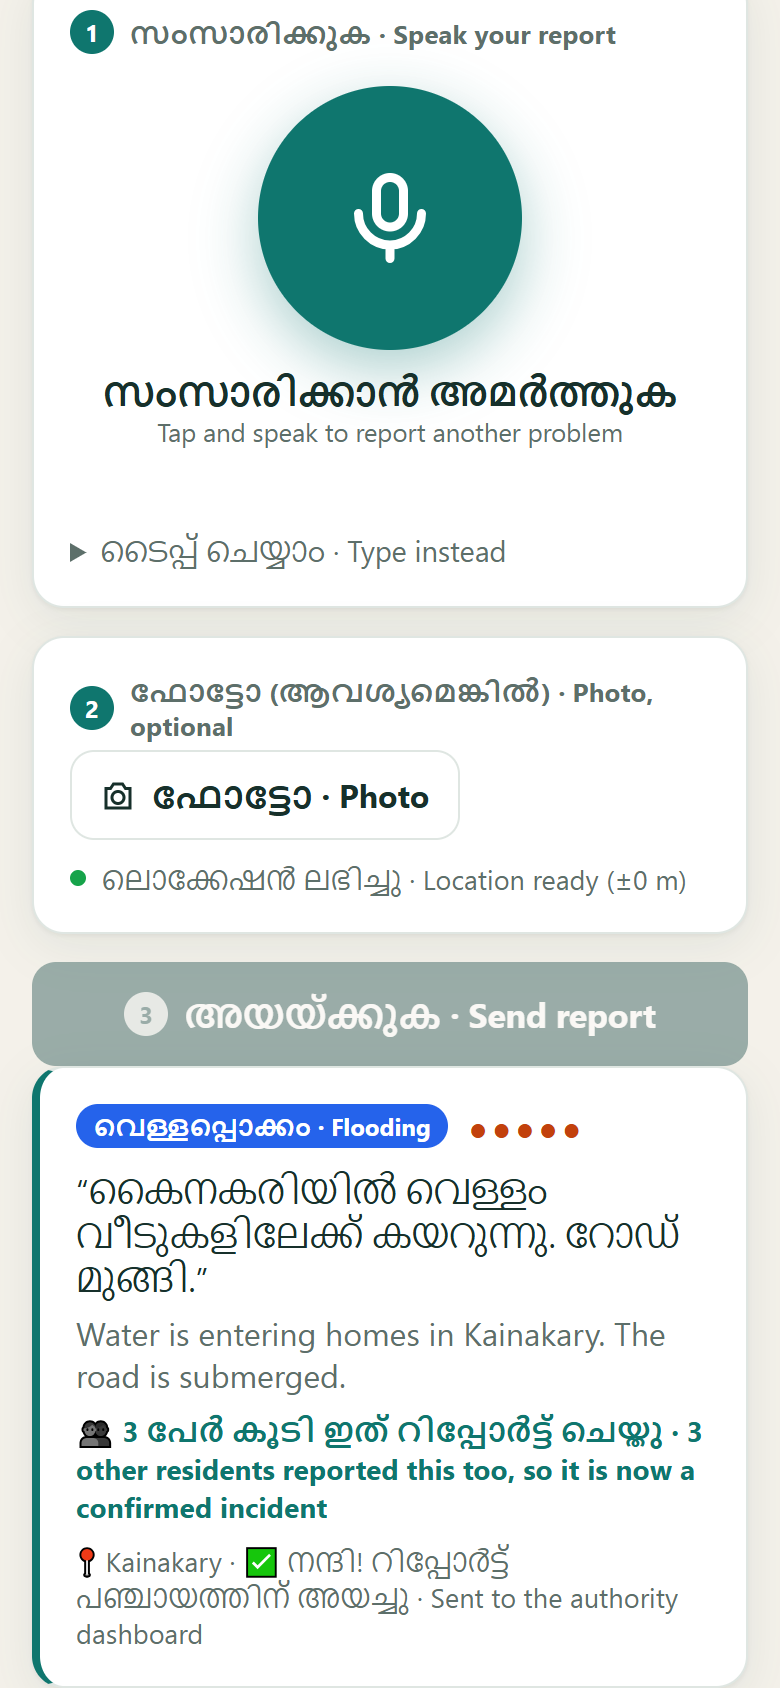 1 സംസാരിക്കുക · Speak your report
സംസാരിക്കാൻ അമർത്തുക
Tap and speak to report another problem
▶ ടൈപ്പ് ചെയ്യാം · Type instead
2 ഫോട്ടോ (ആവശ്യമെങ്കിൽ) · Photo,
optional
ഫോട്ടോ · Photo
ലൊക്കേഷൻ ലഭിച്ചു · Location ready (±0 m)
3 അയയ്ക്കുക · Send report
വെള്ളപ്പൊക്കം · Flooding ●●●●●
“കൈനകരിയിൽ വെള്ളം
വീടുകളിലേക്ക് കയറുന്നു. റോഡ്
മുങ്ങി.”
Water is entering homes in Kainakary. The
road is submerged.
👥 3 പേർ കൂടി ഇത് റിപ്പോർട്ട് ചെയ്തു · 3
other residents reported this too, so it is now a
confirmed incident
📍 Kainakary · ✅ നന്ദി! റിപ്പോർട്ട്
പഞ്ചായത്തിന് അയച്ചു · Sent to the authority
dashboard